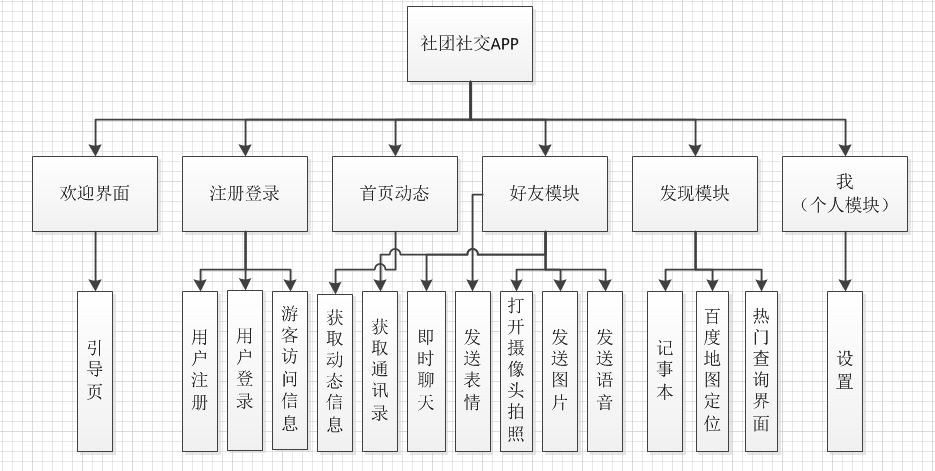 社团社交APP
欢迎界面
注册登录
首页动态
好友模块
发现模块
我
（个人模块）
引导页
用户注册
用户登录
游客访问信息
获取动态信息
获取通讯录
即时聊天
发送表情
打开摄像头拍照
发送图片
发送语音
记事本
百度地图定位
热门查询界面
设置